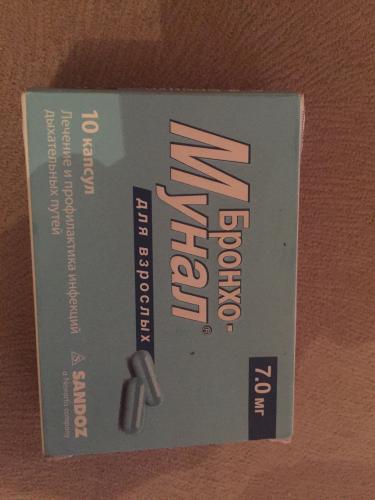 7.0 мг
Бронхо-
Мунал®
для взрослых
10 капсул
Лечение и профилактика инфекций
дыхательных путей
SANDOZ
a Novartis company